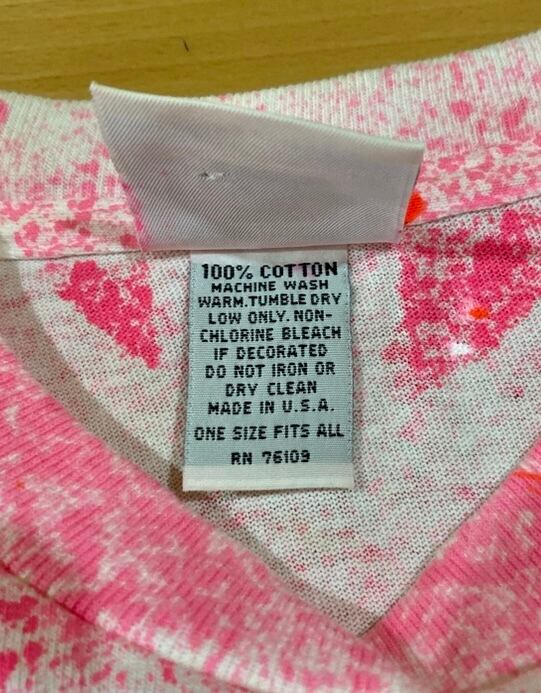 100% COTTON
MACHINE WASH
WARM.TUMBLE DRY
LOW ONLY. NON-
CHLORINE BLEACH
IF DECORATED
DO NOT IRON OR
DRY CLEAN
MADE IN U.S.A.
ONE SIZE FITS ALL
RN 76109